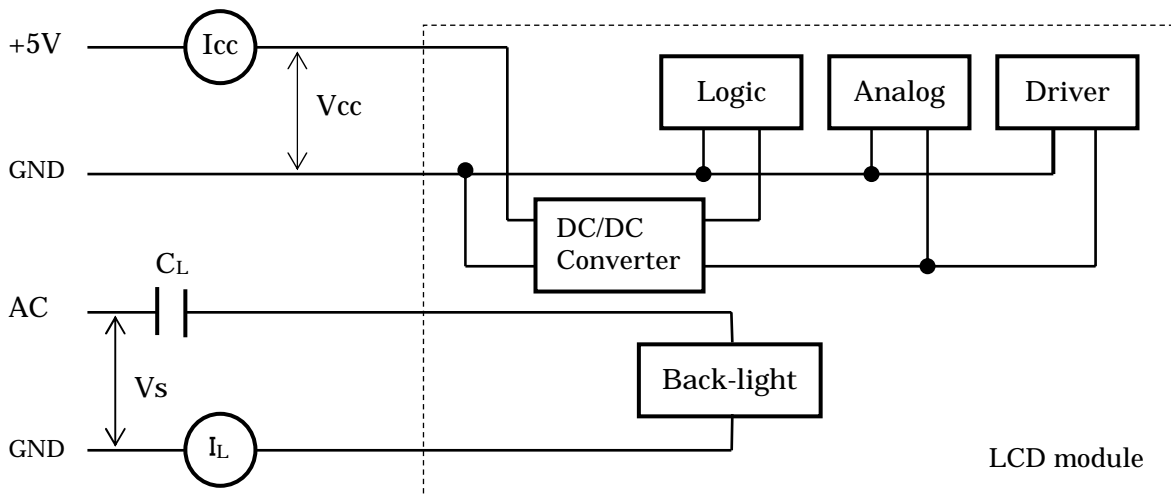 +5V
Icc
Vcc
GND
Logic
Analog
Driver
DC/DC
Converter
CL
AC
Vs
Back-light
GND
IL
LCD module